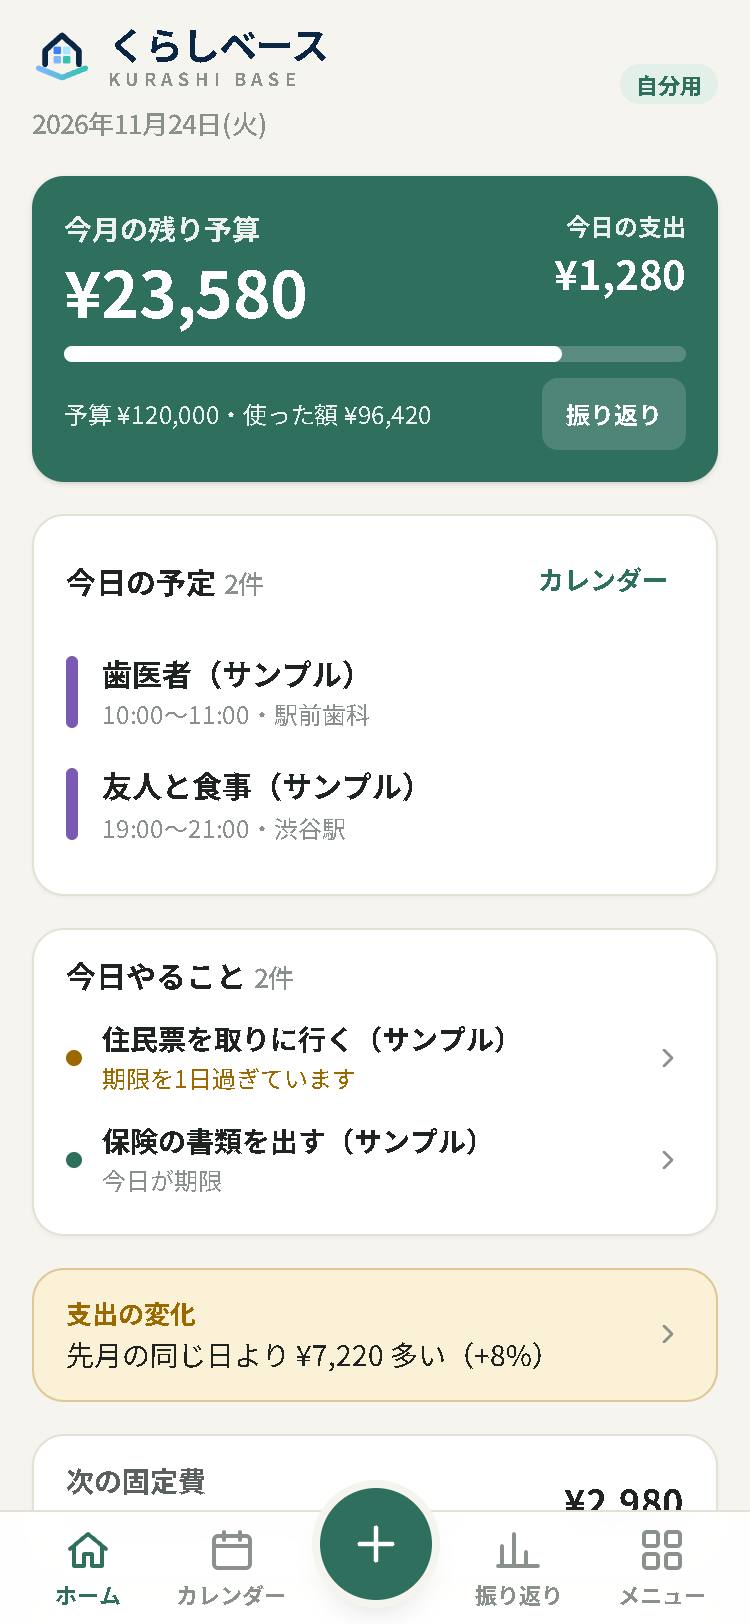 くらしベース
KURASHI BASE
自分用
2026年11月24日(火)
今月の残り予算
今日の支出
¥23,580
¥1,280
予算 ¥120,000・使った額 ¥96,420
振り返り
今日の予定 2件
カレンダー
歯医者（サンプル）
10:00〜11:00・駅前歯科
友人と食事（サンプル）
19:00〜21:00・渋谷駅
今日やること 2件
住民票を取りに行く（サンプル）
期限を1日過ぎています
保険の書類を出す（サンプル）
今日が期限
支出の変化
先月の同じ日より ¥7,220 多い（+8%）
次の固定費
¥2,980
ホーム
カレンダー
振り返り
メニュー